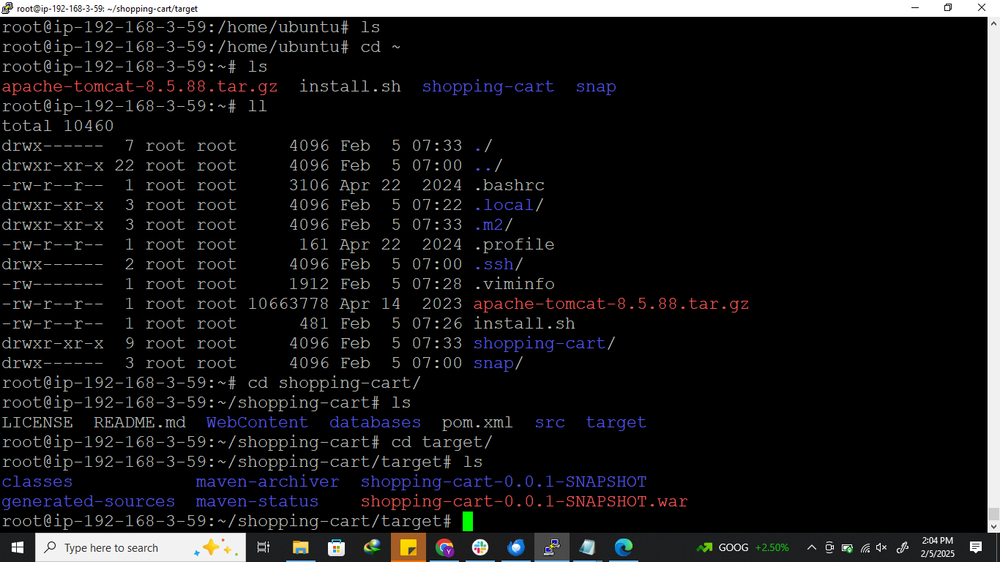 root@ip-192-168-3-59: ~/shopping-cart/target
root@ip-192-168-3-59:/home/ubuntu# ls
root@ip-192-168-3-59:/home/ubuntu# cd ~
root@ip-192-168-3-59:~# ls
apache-tomcat-8.5.88.tar.gz  install.sh  shopping-cart  snap
root@ip-192-168-3-59:~# ll
total 10460
drwx------  7 root root     4096 Feb  5 07:33 ./
drwxr-xr-x 22 root root     4096 Feb  5 07:00 ../
-rw-r--r--  1 root root     3106 Apr 22  2024 .bashrc
drwxr-xr-x  3 root root     4096 Feb  5 07:22 .local/
drwxr-xr-x  3 root root     4096 Feb  5 07:33 .m2/
-rw-r--r--  1 root root      161 Apr 22  2024 .profile
drwx------  2 root root     4096 Feb  5 07:00 .ssh/
-rw-------  1 root root     1912 Feb  5 07:28 .viminfo
-rw-r--r--  1 root root 10663778 Apr 14  2023 apache-tomcat-8.5.88.tar.gz
-rw-r--r--  1 root root      481 Feb  5 07:26 install.sh
drwxr-xr-x  9 root root     4096 Feb  5 07:33 shopping-cart/
drwx------  3 root root     4096 Feb  5 07:00 snap/
root@ip-192-168-3-59:~# cd shopping-cart/
root@ip-192-168-3-59:~/shopping-cart# ls
LICENSE  README.md  WebContent  databases  pom.xml  src  target
root@ip-192-168-3-59:~/shopping-cart# cd target/
root@ip-192-168-3-59:~/shopping-cart/target# ls
classes            maven-archiver  shopping-cart-0.0.1-SNAPSHOT
generated-sources  maven-status    shopping-cart-0.0.1-SNAPSHOT.war
root@ip-192-168-3-59:~/shopping-cart/target#
Type here to search
GOOG +2.50%
2:04 PM
2/5/2025